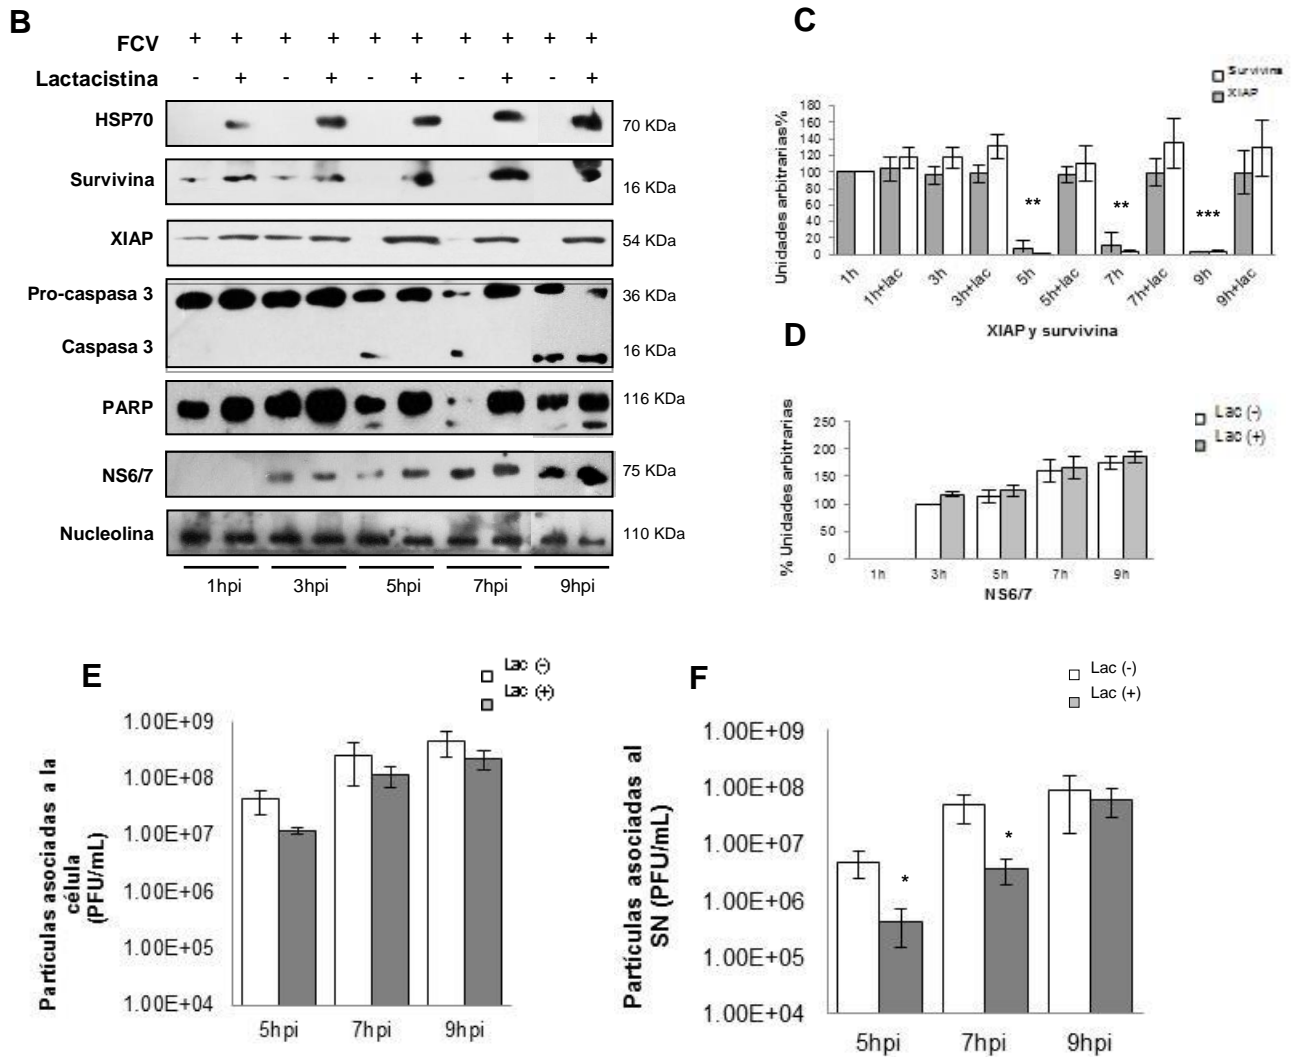 B
FCV + + + + + + + + + +
Lactacistina - + - + - + - + - +
HSP70 70 KDa
Survivina 16 KDa
XIAP 54 KDa
Pro-caspasa 3 36 KDa
Caspasa 3 16 KDa
PARP 116 KDa
NS6/7 75 KDa
Nucleolina 110 KDa
1hpi 3hpi 5hpi 7hpi 9hpi
C
Survivina
XIAP
Unidades arbitrarias%
180
160
140
120
100
80
60
40
20
0
** ** ***
1h 1h+lac 3h 3h+lac 5h 5h+lac 7h 7h+lac 9h 9h+lac
XIAP y survivina
D
Lac (-)
Lac (+)
% Unidades arbitrarias
250
200
150
100
50
0
1h 3h 5h 7h 9h
NS6/7
E
Lac (-)
Lac (+)
Partículas asociadas a la
célula
(PFU/mL)
1.00E+09
1.00E+08
1.00E+07
1.00E+06
1.00E+05
1.00E+04
5hpi 7hpi 9hpi
F
Lac (-)
Lac (+)
Partículas asociadas al
SN (PFU/mL)
1.00E+09
1.00E+08
1.00E+07
1.00E+06
1.00E+05
1.00E+04
* *
5hpi 7hpi 9hpi